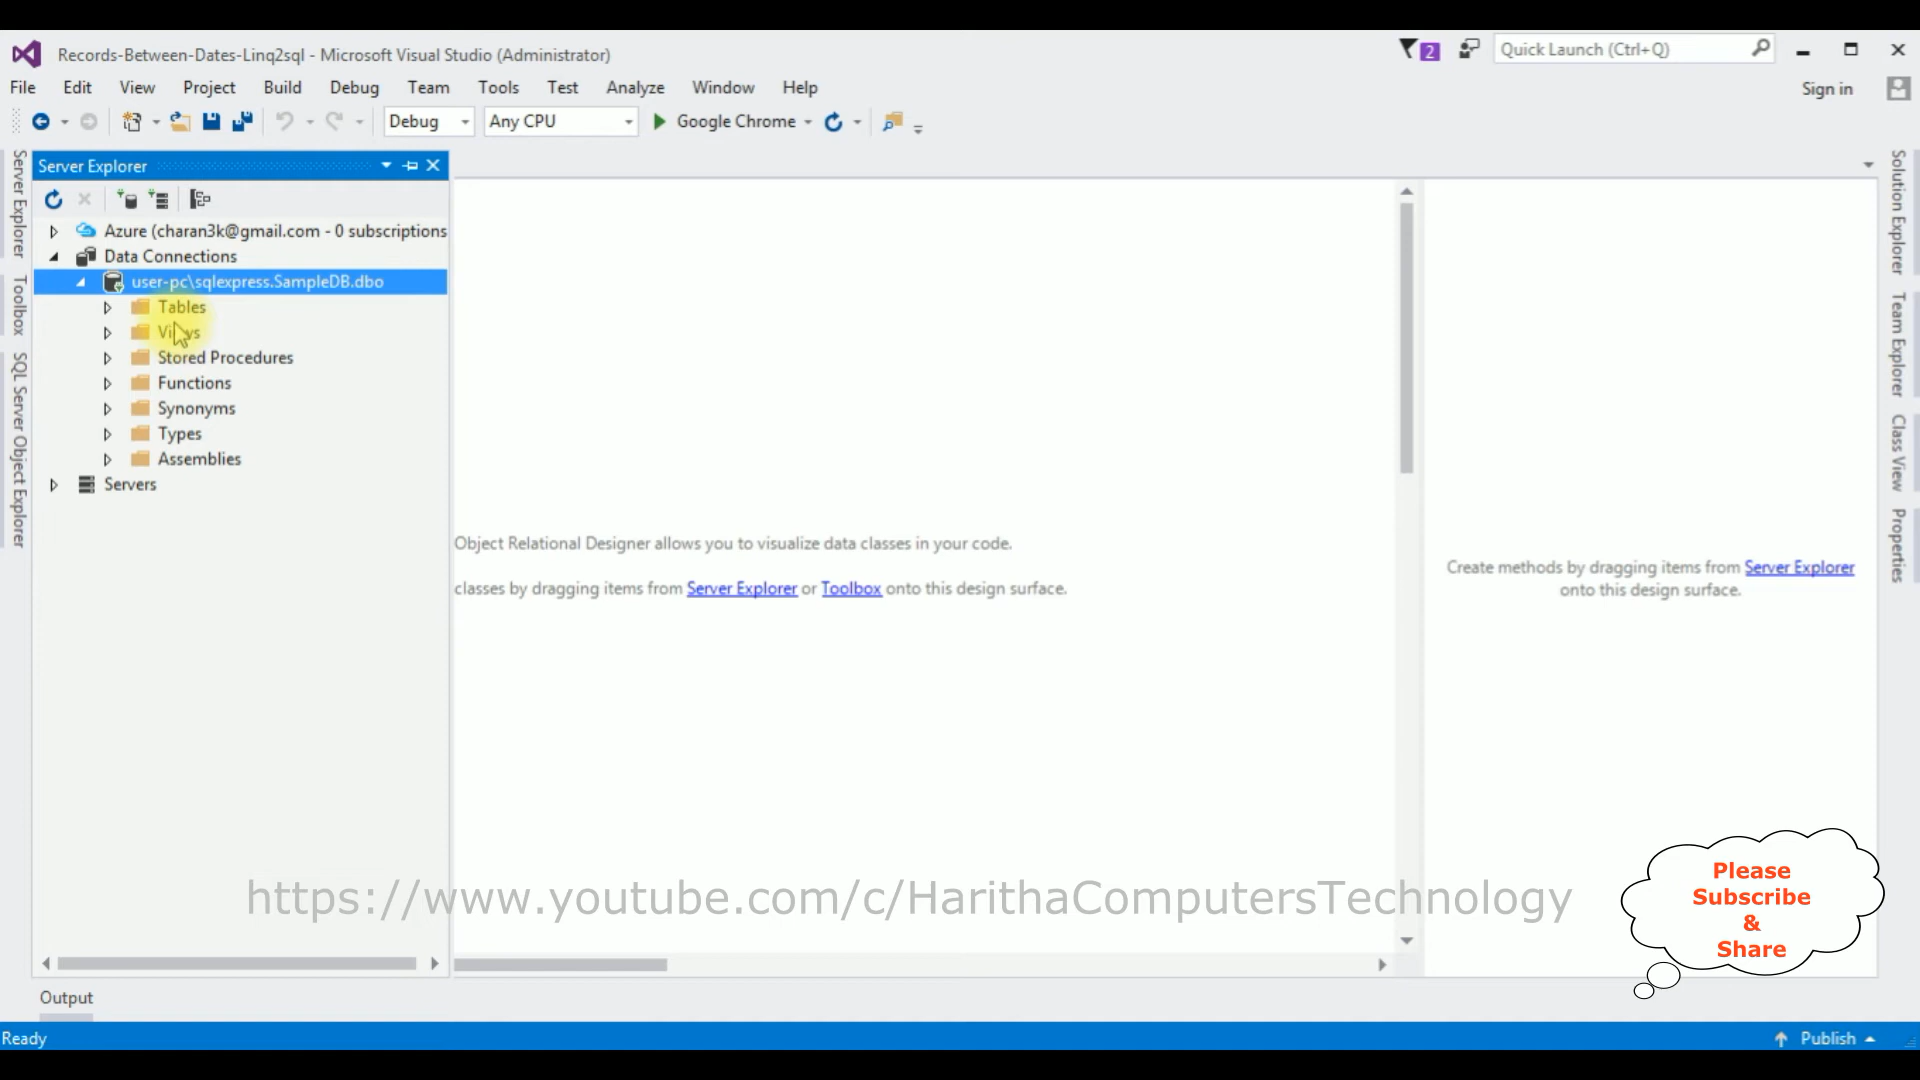 Records-Between-Dates-Linq2sql - Microsoft Visual Studio (Administrator)
2
Quick Launch (Ctrl+Q)
File Edit View Project Build Debug Team Tools Test Analyze Window Help
Sign in
Debug Any CPU Google Chrome
Server Explorer
Toolbox
SQL Server Object Explorer
Server Explorer
Azure (charan3k@gmail.com - 0 subscriptions
Data Connections
user-pc\sqlexpress.SampleDB.dbo
Tables
Views
Stored Procedures
Functions
Synonyms
Types
Assemblies
Servers
Object Relational Designer allows you to visualize data classes in your code.
classes by dragging items from Server Explorer or Toolbox onto this design surface.
Create methods by dragging items from Server Explorer
onto this design surface.
Solution Explorer
Team Explorer
Class View
Properties
https://www.youtube.com/c/HarithaComputersTechnology
Please
Subscribe
&
Share
Output
Ready
Publish